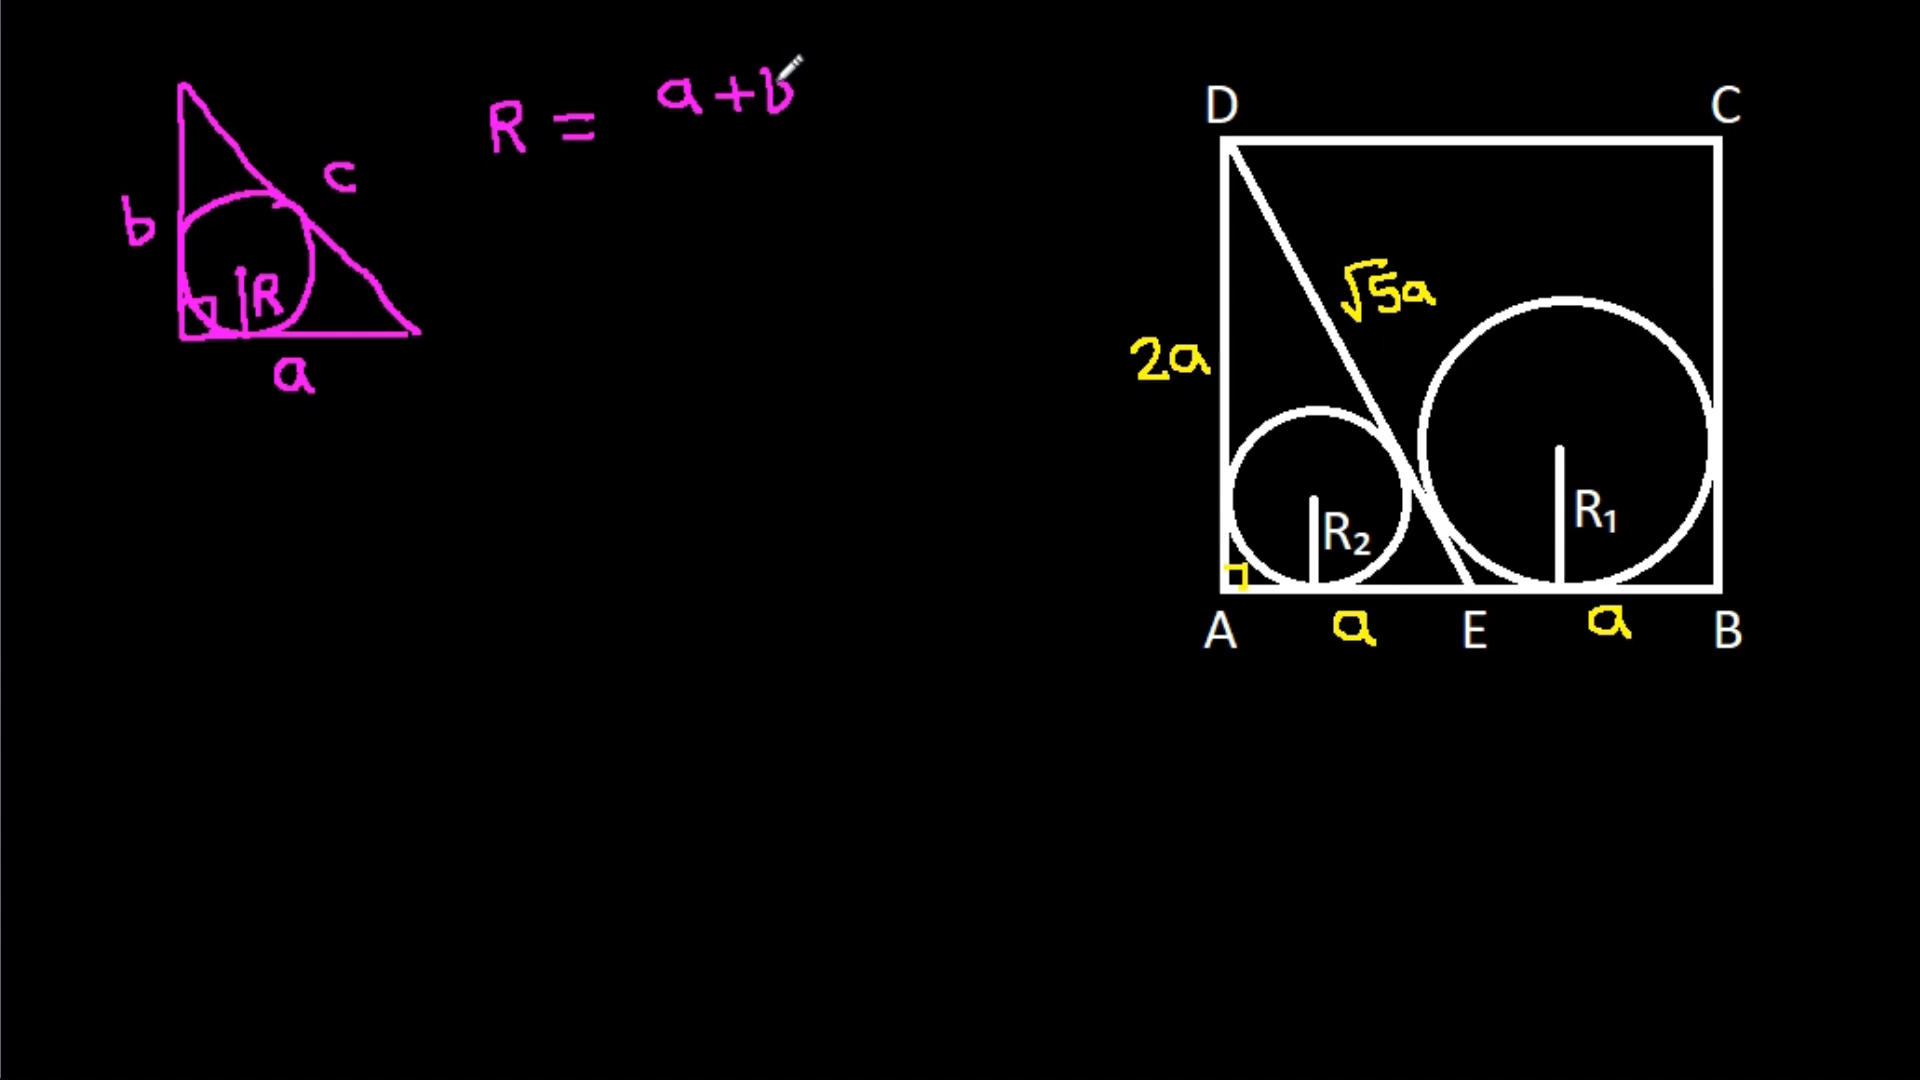 R = a+b
c
b
R
a
D C
√5a
2a
R₂ R₁
A a E a B